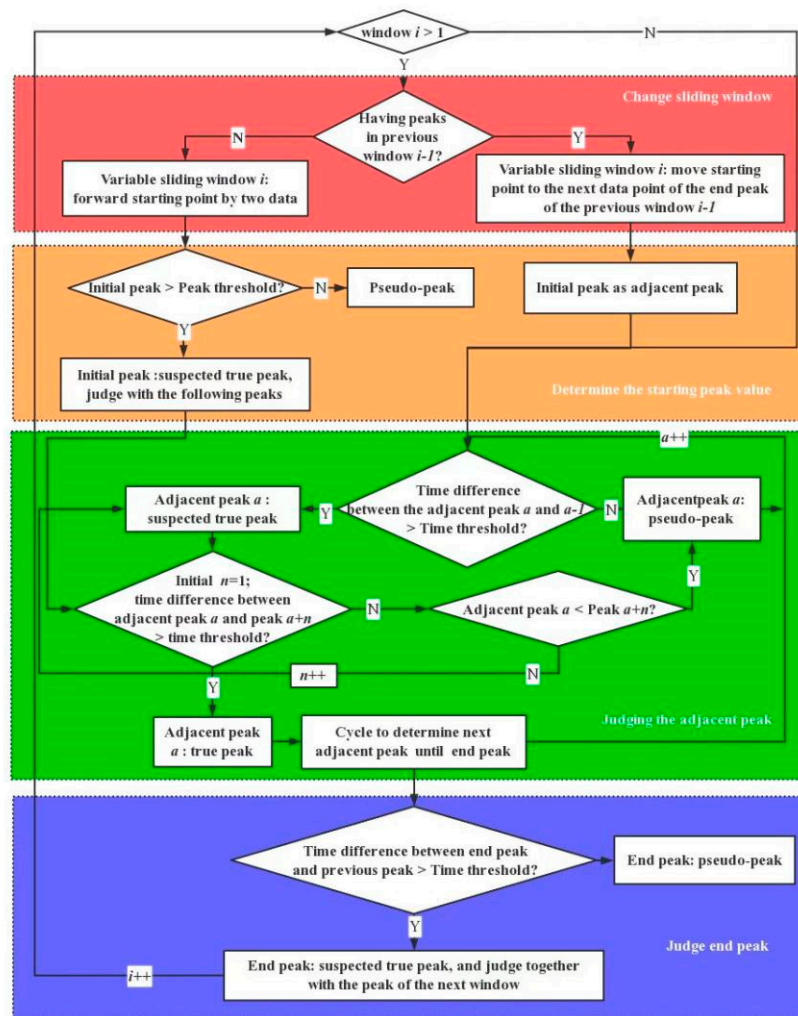 window i > 1
N
Y
Change sliding window
Having peaks
in previous
window i-1?
N
Y
Variable sliding window i:
forward starting point by two data
Variable sliding window i: move starting
point to the next data point of the end peak
of the previous window i-1
Initial peak > Peak threshold?
N
Pseudo-peak
Initial peak as adjacent peak
Y
Initial peak :suspected true peak,
judge with the following peaks
Determine the starting peak value
a++
Time difference
between the adjacent peak a and a-1
> Time threshold?
Adjacent peak a :
suspected true peak
Y
N
Adjacentpeak a:
pseudo-peak
Initial n=1;
time difference between
adjacent peak a and peak a+n
> time threshold?
N
Adjacent peak a < Peak a+n?
Y
n++
N
Y
Adjacent peak
a : true peak
Cycle to determine next
adjacent peak until end peak
Judging the adjacent peak
Time difference between end peak
and previous peak > Time threshold?
End peak: pseudo-peak
Y
Judge end peak
i++
End peak: suspected true peak, and judge together
with the peak of the next window